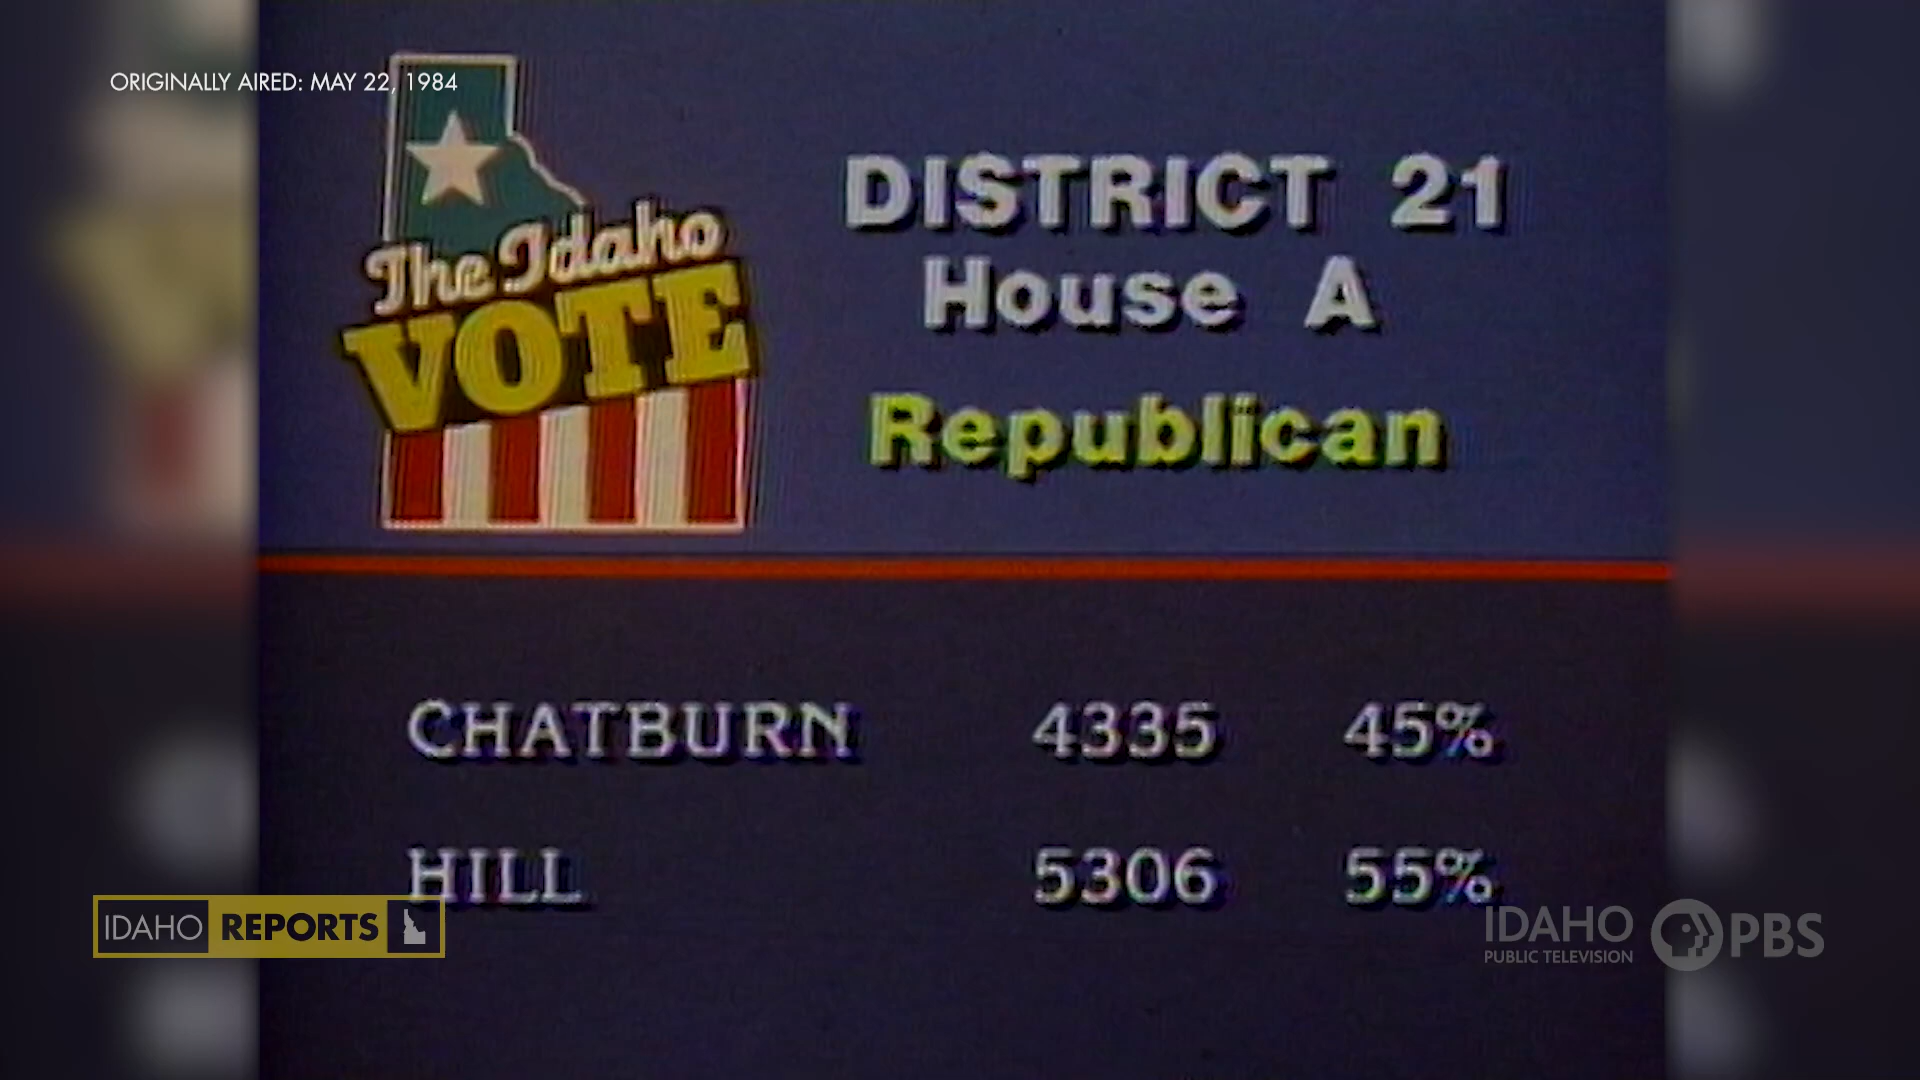 ORIGINALLY AIRED: MAY 22, 1984
The Idaho
VOTE
DISTRICT 21
House A
Republican
CHATBURN 4335 45%
HILL 5306 55%
IDAHO REPORTS
IDAHO
PUBLIC TELEVISION
PBS